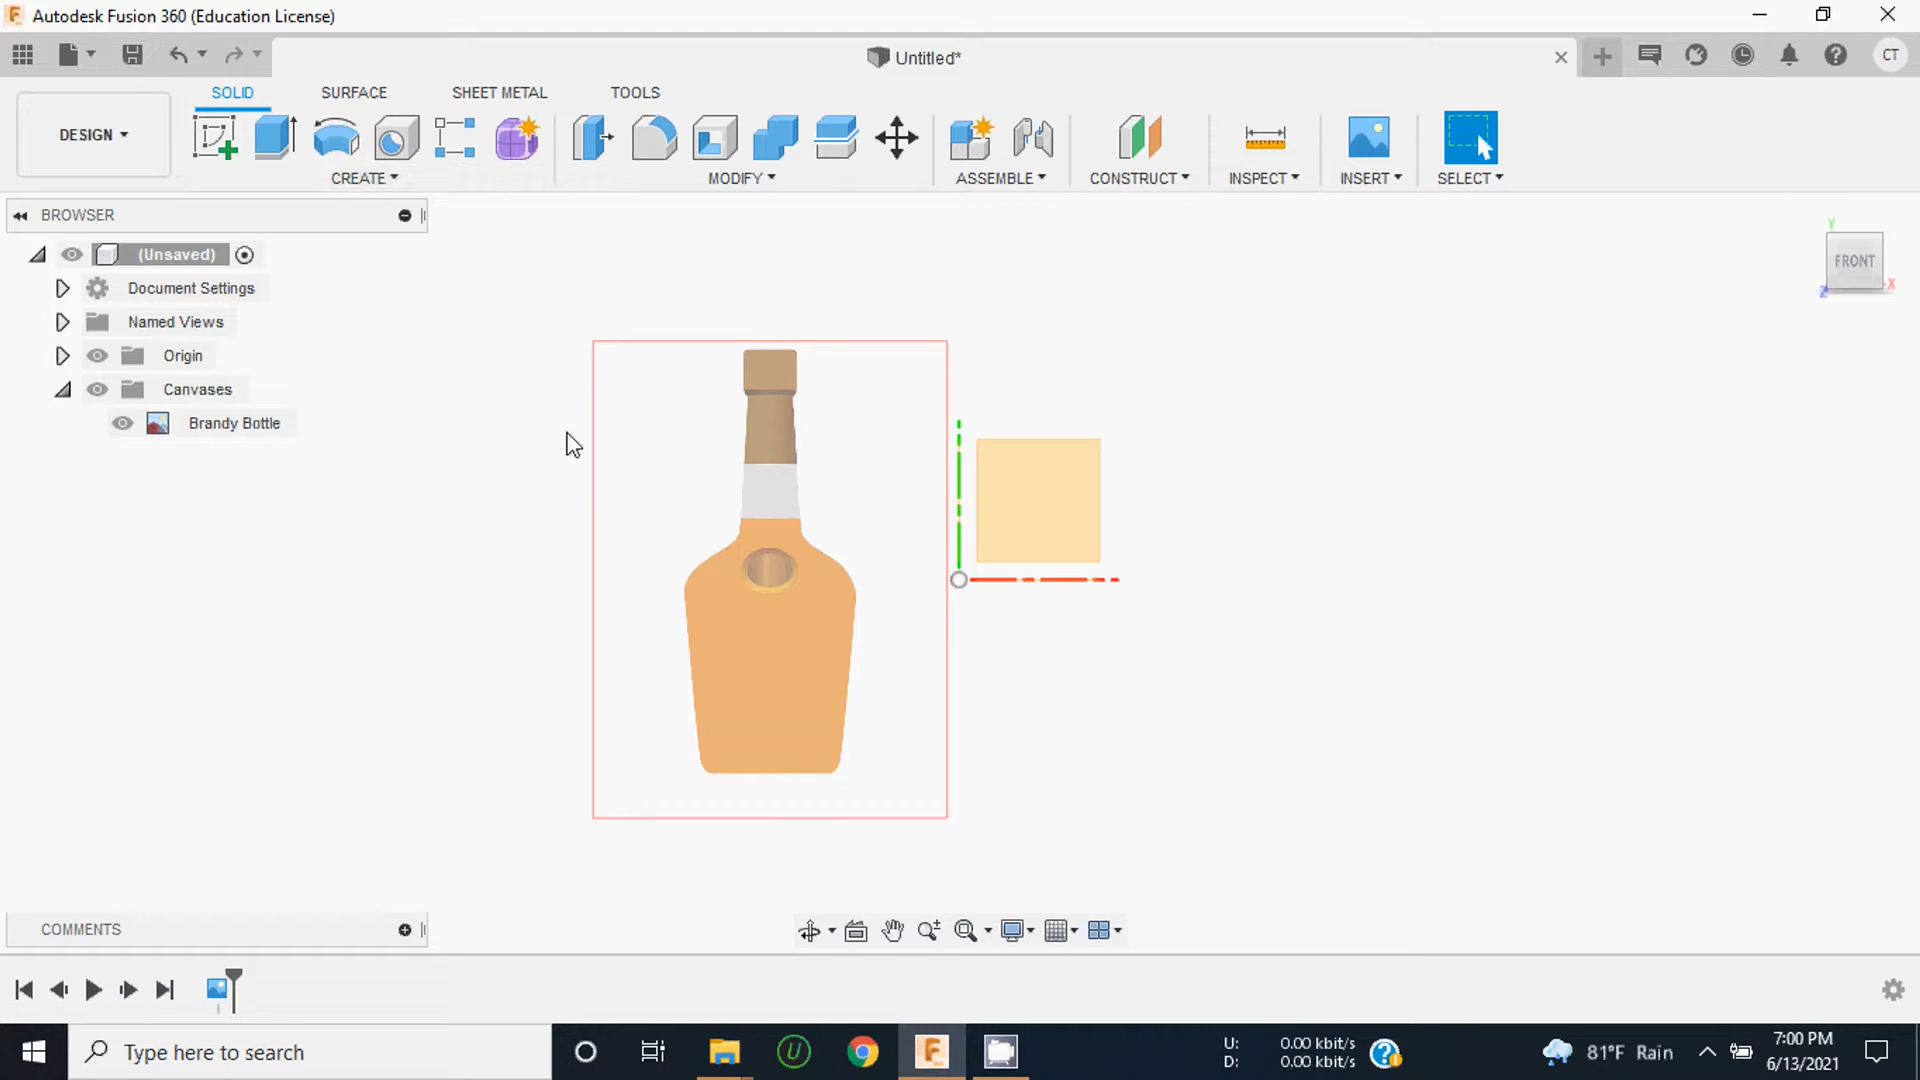 Autodesk Fusion 360 (Education License)
Untitled*
CT
SOLID
SURFACE
SHEET METAL
TOOLS
DESIGN
CREATE
MODIFY
ASSEMBLE
CONSTRUCT
INSPECT
INSERT
SELECT
BROWSER
(Unsaved)
Document Settings
Named Views
Origin
Canvases
Brandy Bottle
Y
FRONT
X
Z
COMMENTS
Type here to search
U: 0.00 kbit/s
D: 0.00 kbit/s
81°F Rain
7:00 PM
6/13/2021